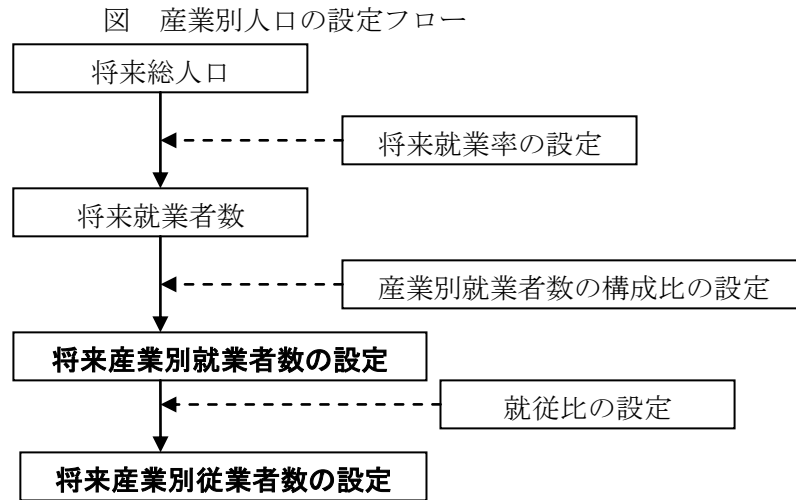 図　産業別人口の設定フロー
将来総人口
将来就業率の設定
将来就業者数
産業別就業者数の構成比の設定
将来産業別就業者数の設定
就従比の設定
将来産業別従業者数の設定